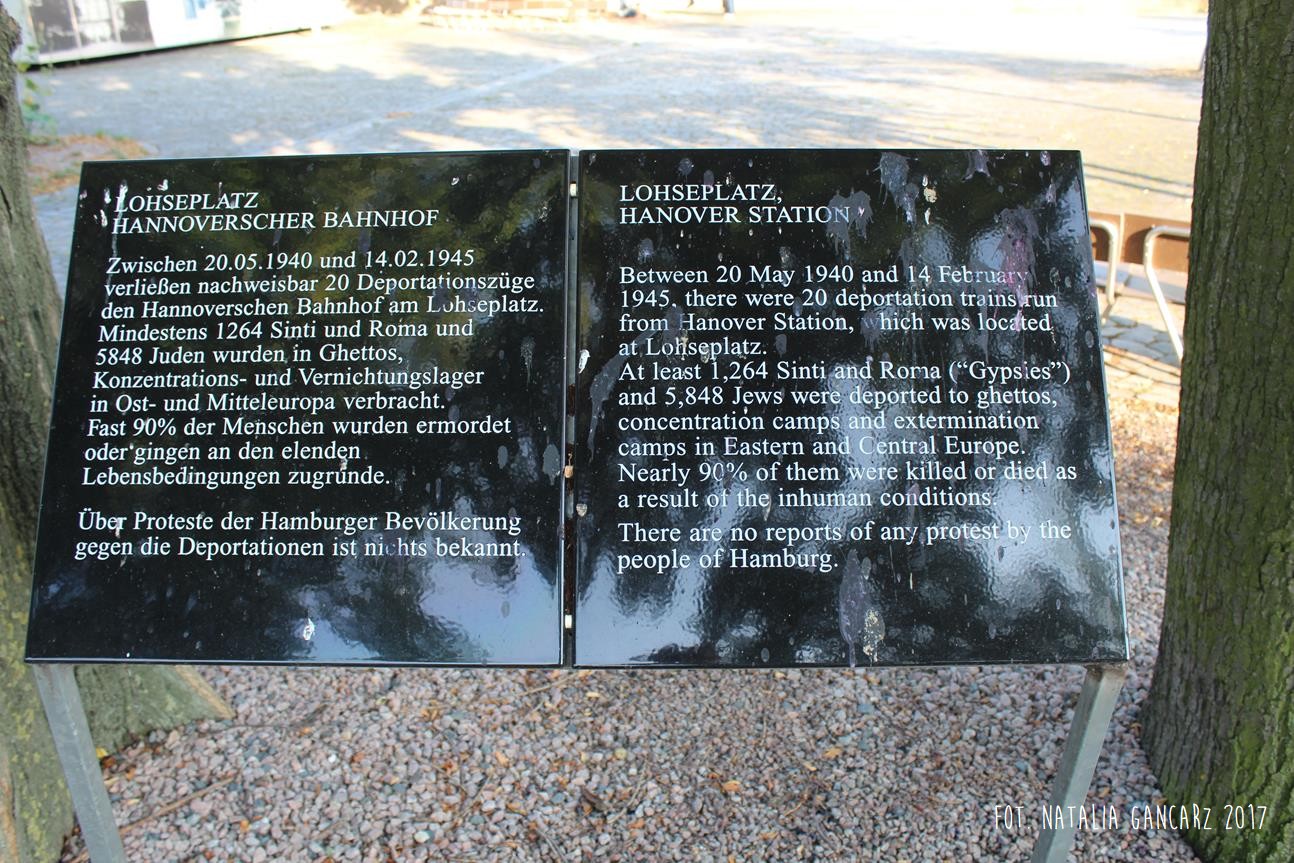 LOHSEPLATZ
HANNOVERSCHER BAHNHOF
Zwischen 20.05.1940 und 14.02.1945
verließen nachweisbar 20 Deportationszüge
den Hannoverschen Bahnhof am Lohseplatz.
Mindestens 1264 Sinti und Roma und
5848 Juden wurden in Ghettos,
Konzentrations- und Vernichtungslager
in Ost- und Mitteleuropa verbracht.
Fast 90% der Menschen wurden ermordet
oder gingen an den elenden
Lebensbedingungen zugrunde.
Über Proteste der Hamburger Bevölkerung
gegen die Deportationen ist nichts bekannt.
LOHSEPLATZ,
HANOVER STATION
Between 20 May 1940 and 14 February
1945, there were 20 deportation trains run
from Hanover Station, which was located
at Lohseplatz.
At least 1,264 Sinti and Roma (“Gypsies”)
and 5,848 Jews were deported to ghettos,
concentration camps and extermination
camps in Eastern and Central Europe.
Nearly 90% of them were killed or died as
a result of the inhuman conditions.
There are no reports of any protest by the
people of Hamburg.
FOT. NATALIA GANCARZ 2017